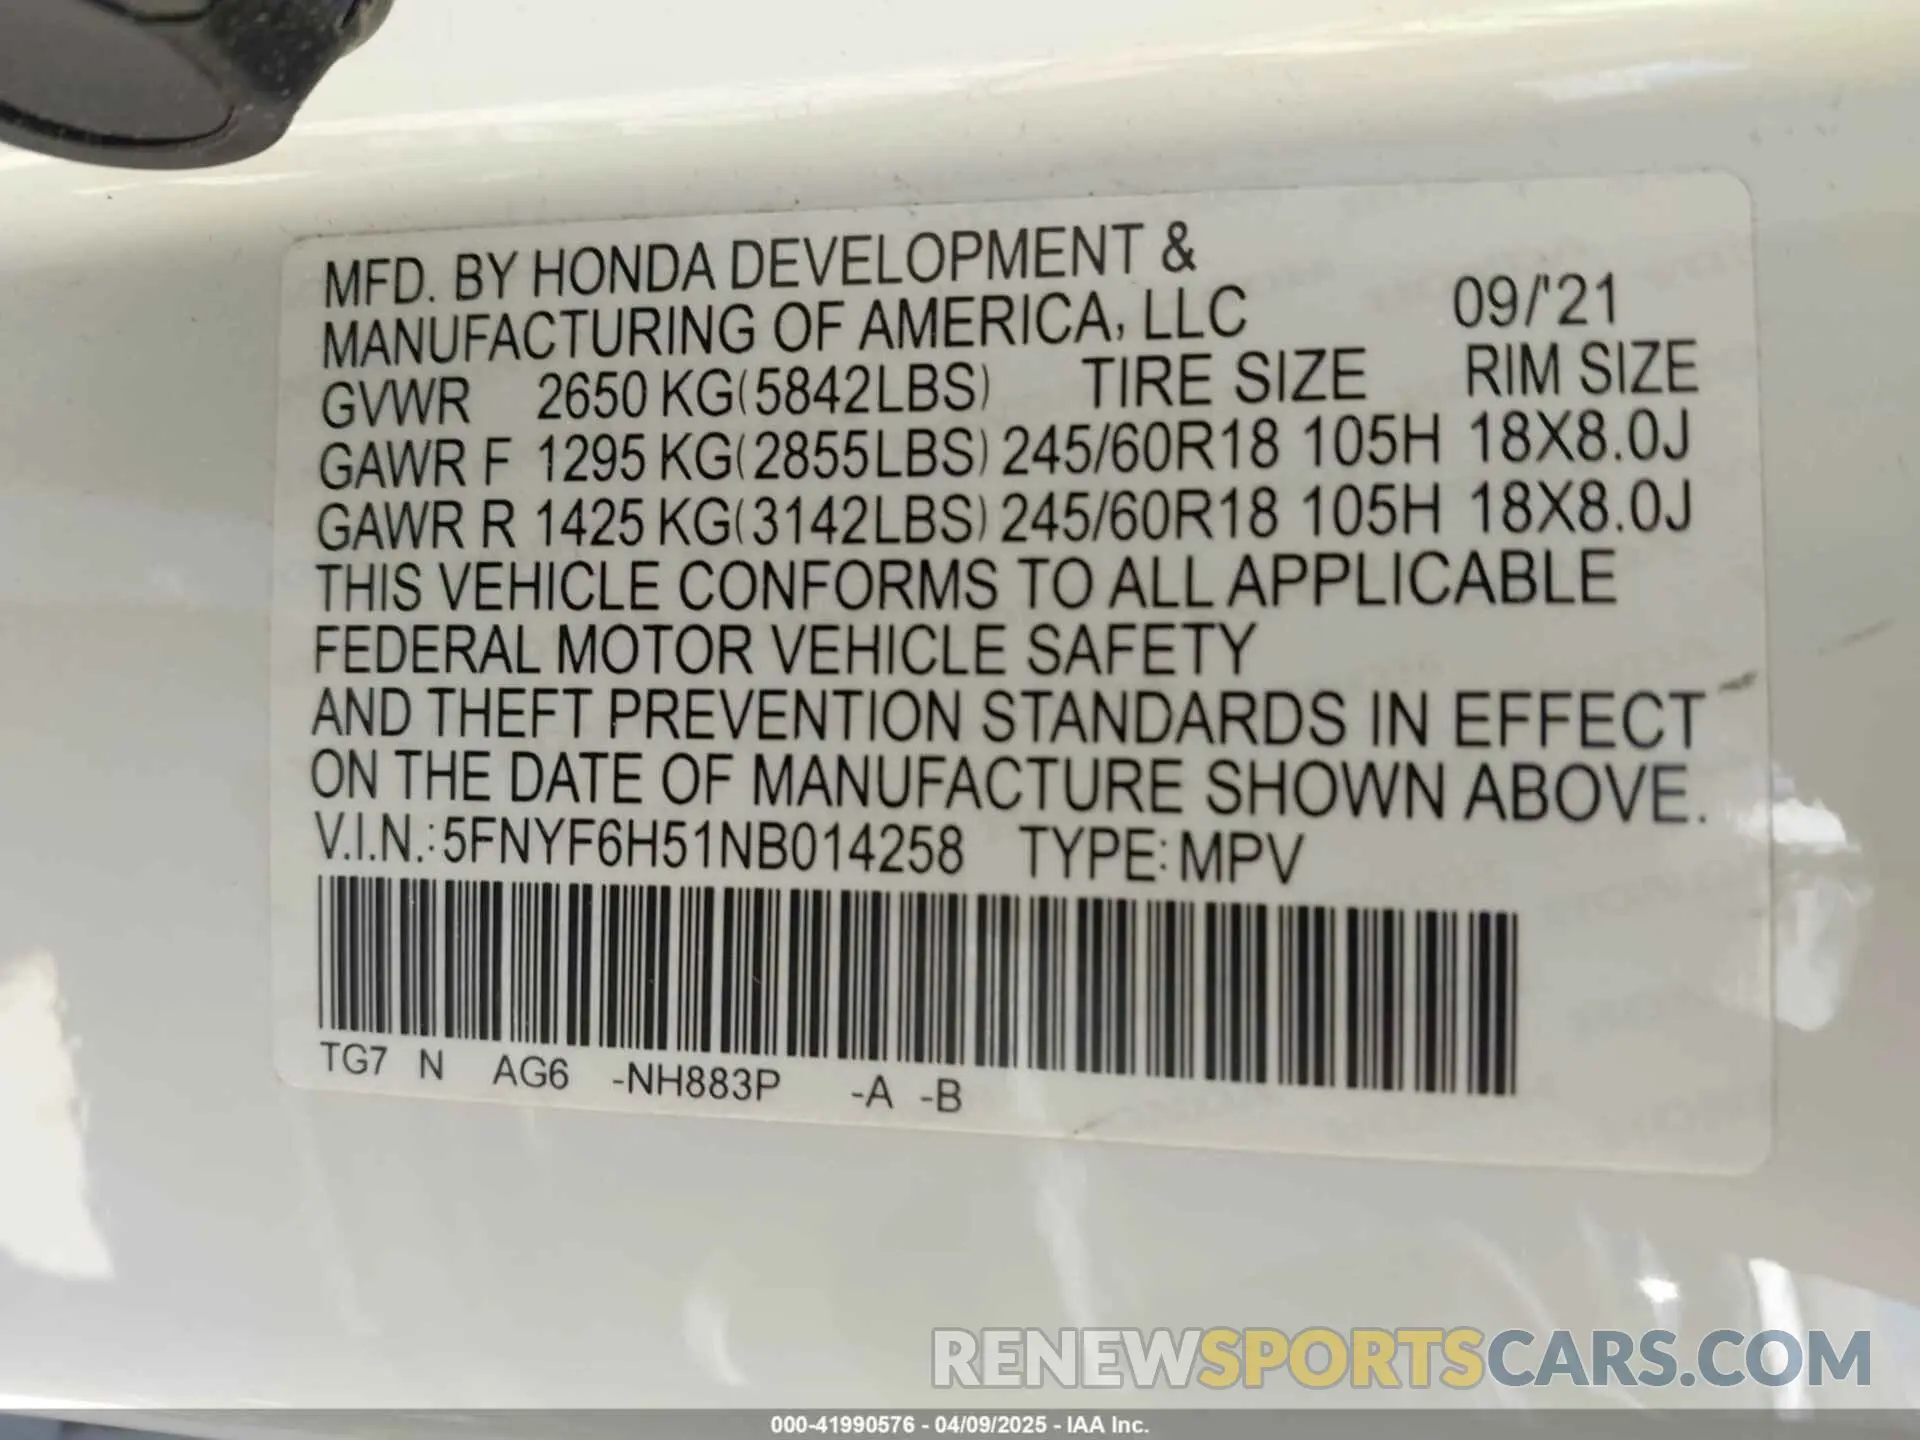 MFD. BY HONDA DEVELOPMENT &
MANUFACTURING OF AMERICA, LLC 09/'21
GVWR 2650 KG(5842LBS) TIRE SIZE RIM SIZE
GAWR F 1295 KG(2855LBS) 245/60R18 105H 18X8.0J
GAWR R 1425 KG(3142LBS) 245/60R18 105H 18X8.0J
THIS VEHICLE CONFORMS TO ALL APPLICABLE
FEDERAL MOTOR VEHICLE SAFETY
AND THEFT PREVENTION STANDARDS IN EFFECT
ON THE DATE OF MANUFACTURE SHOWN ABOVE.
V.I.N.:5FNYF6H51NB014258 TYPE:MPV
TG7 N AG6 -NH883P -A -B
RENEWSPORTSCARS.COM
000-41990576 - 04/09/2025 - IAA Inc.